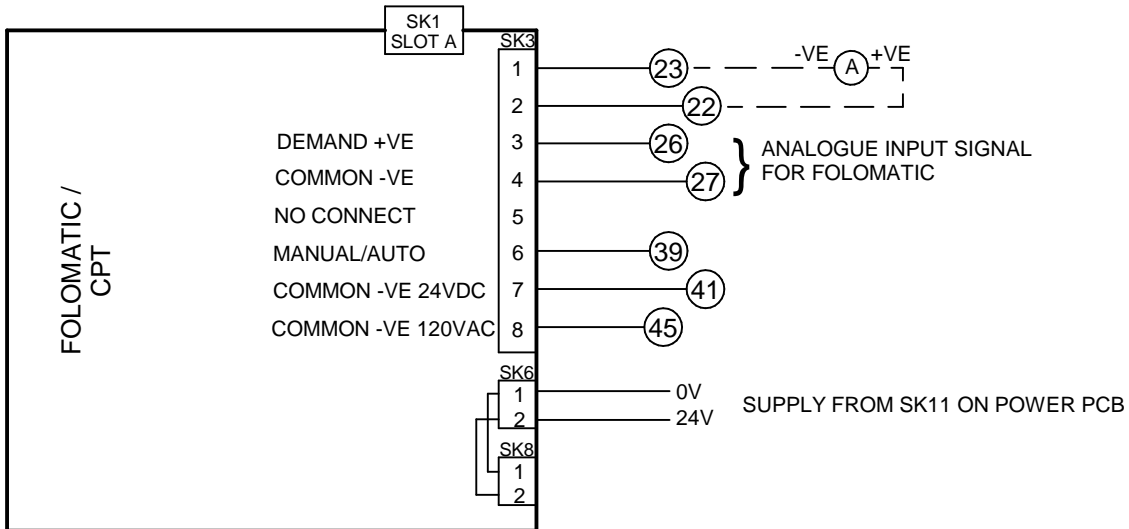 SK1
SLOT A
SK3
1
23
-VE
A
+VE
2
22
DEMAND +VE
3
26
ANALOGUE INPUT SIGNAL
FOR FOLOMATIC
COMMON -VE
4
27
NO CONNECT
5
MANUAL/AUTO
6
39
COMMON -VE 24VDC
7
41
COMMON -VE 120VAC
8
45
FOLOMATIC /
CPT
SK6
1
0V
2
24V
SUPPLY FROM SK11 ON POWER PCB
SK8
1
2